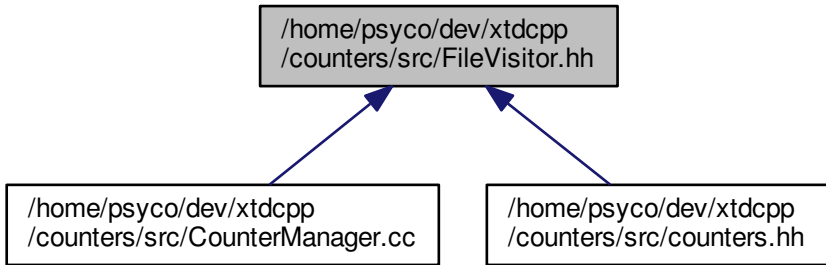 /home/psyco/dev/xtdcpp
/counters/src/FileVisitor.hh
/home/psyco/dev/xtdcpp
/counters/src/CounterManager.cc
/home/psyco/dev/xtdcpp
/counters/src/counters.hh